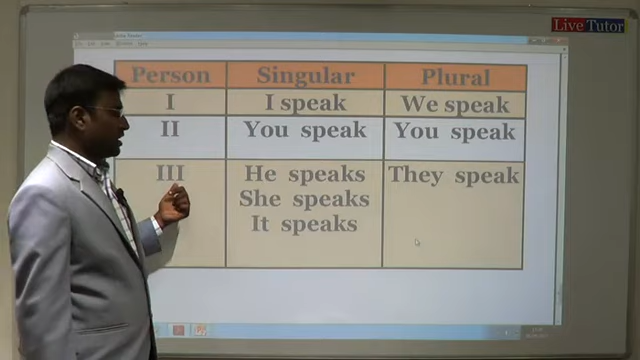 Live Tutor
Person Singular Plural
I I speak We speak
II You speak You speak
III He speaks They speak
She speaks
It speaks